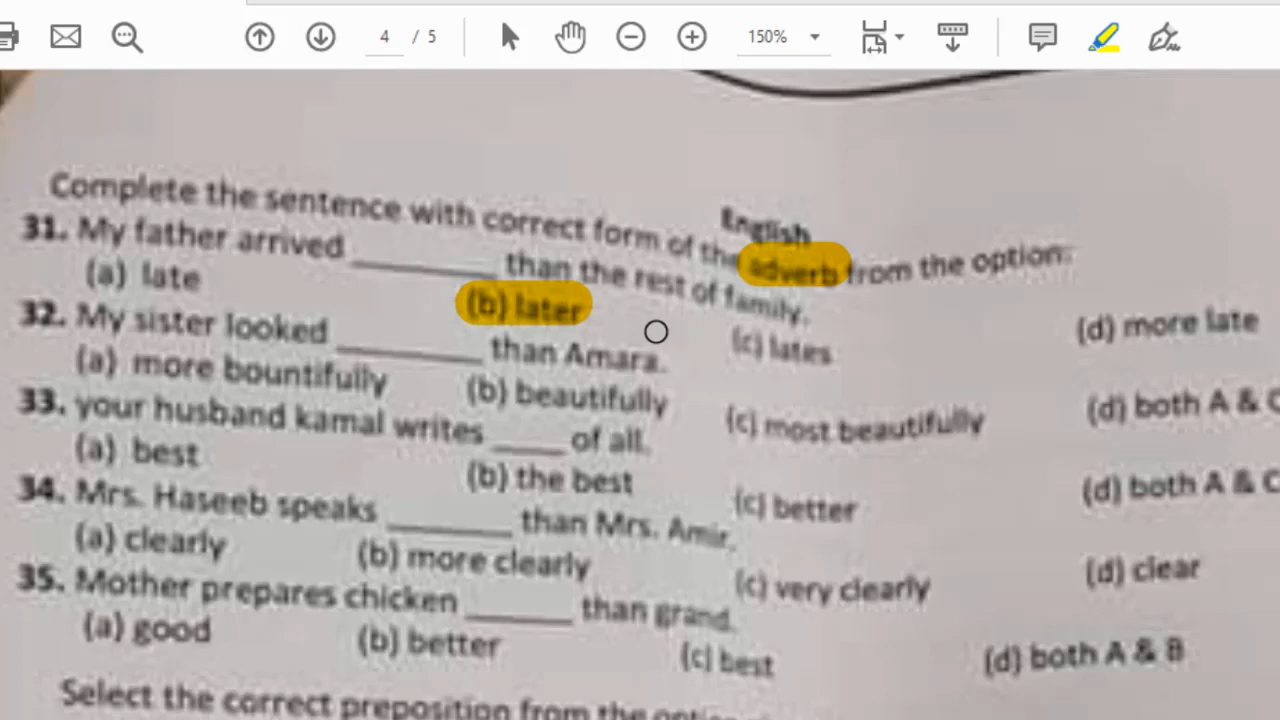 4 / 5
150%
English
Complete the sentence with correct form of the adverb from the option:
31. My father arrived ________ than the rest of family.
(a) late (b) later (c) lates (d) more late
32. My sister looked ________ than Amara.
(a) more bountifully (b) beautifully (c) most beautifully (d) both A & C
33. your husband kamal writes ____ of all.
(a) best (b) the best (c) better (d) both A & C
34. Mrs. Haseeb speaks ________ than Mrs. Amir.
(a) clearly (b) more clearly (c) very clearly (d) clear
35. Mother prepares chicken ______ than grand.
(a) good (b) better (c) best (d) both A & B
Select the correct preposition from the